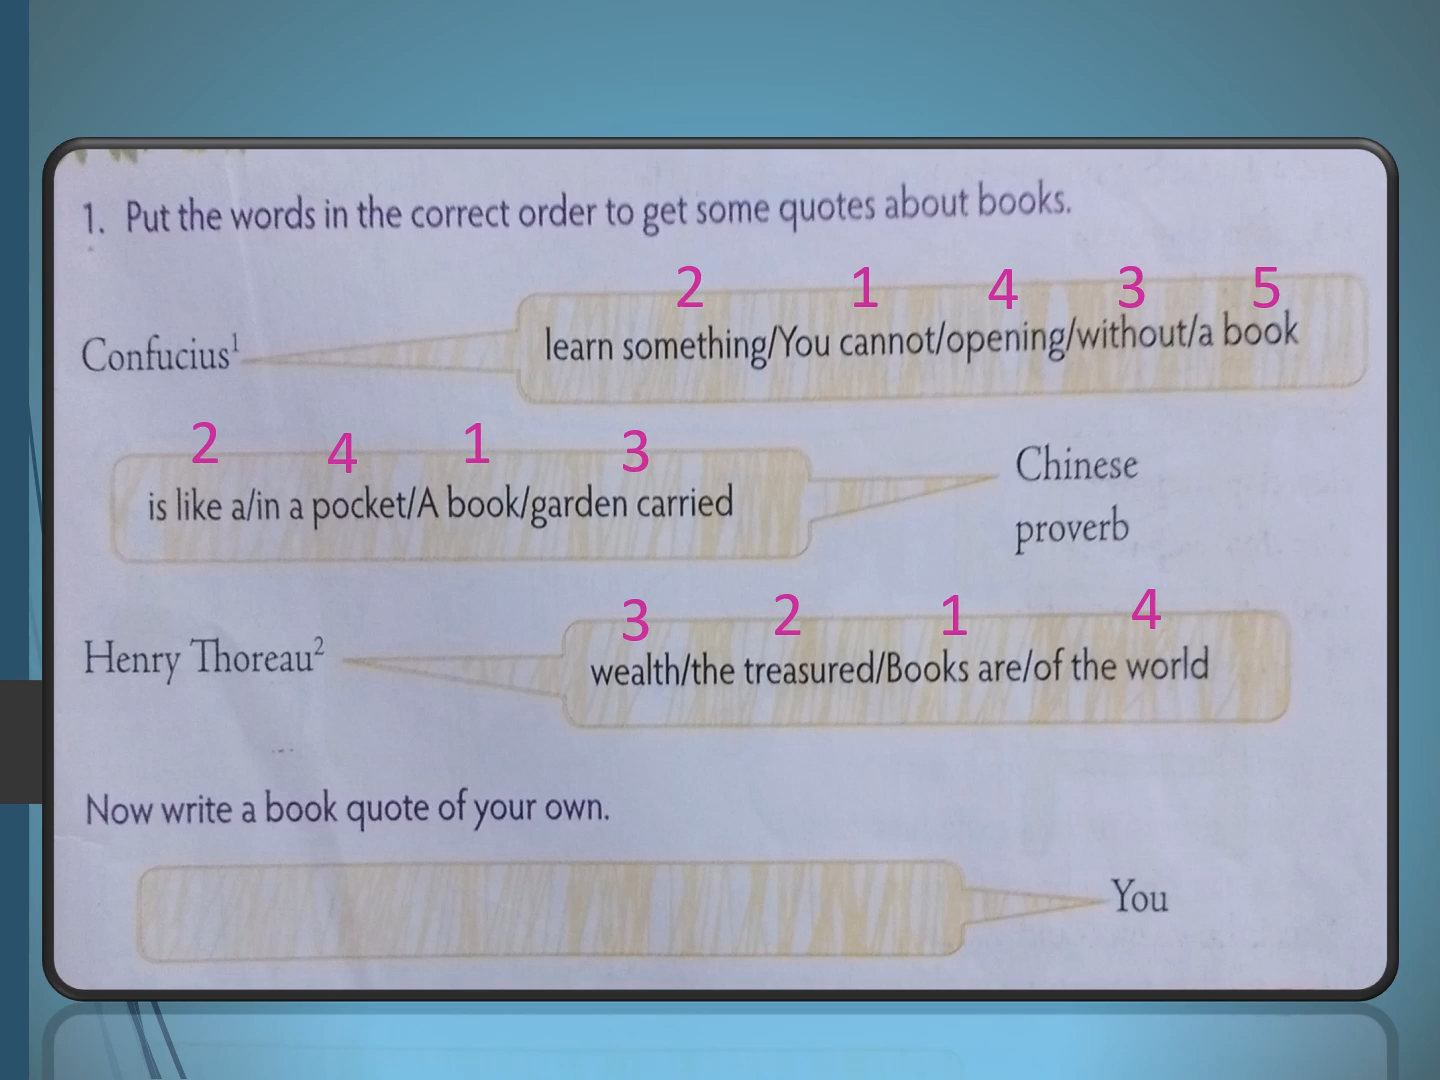 1. Put the words in the correct order to get some quotes about books.
2 1 4 3 5
Confucius¹
learn something/You cannot/opening/without/a book
2 4 1 3
is like a/in a pocket/A book/garden carried
Chinese
proverb
3 2 1 4
Henry Thoreau²
wealth/the treasured/Books are/of the world
Now write a book quote of your own.
You